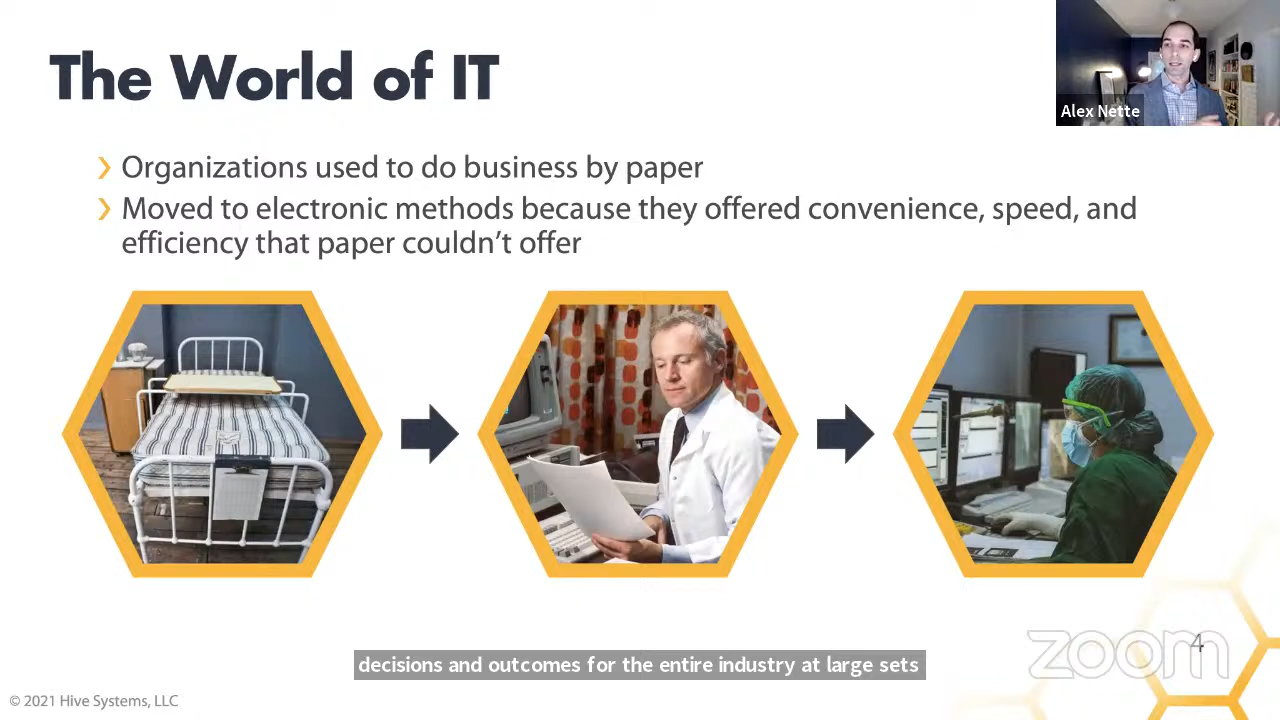 The World of IT
Alex Nette
› Organizations used to do business by paper
› Moved to electronic methods because they offered convenience, speed, and
efficiency that paper couldn’t offer
zoom
4
decisions and outcomes for the entire industry at large sets
© 2021 Hive Systems, LLC